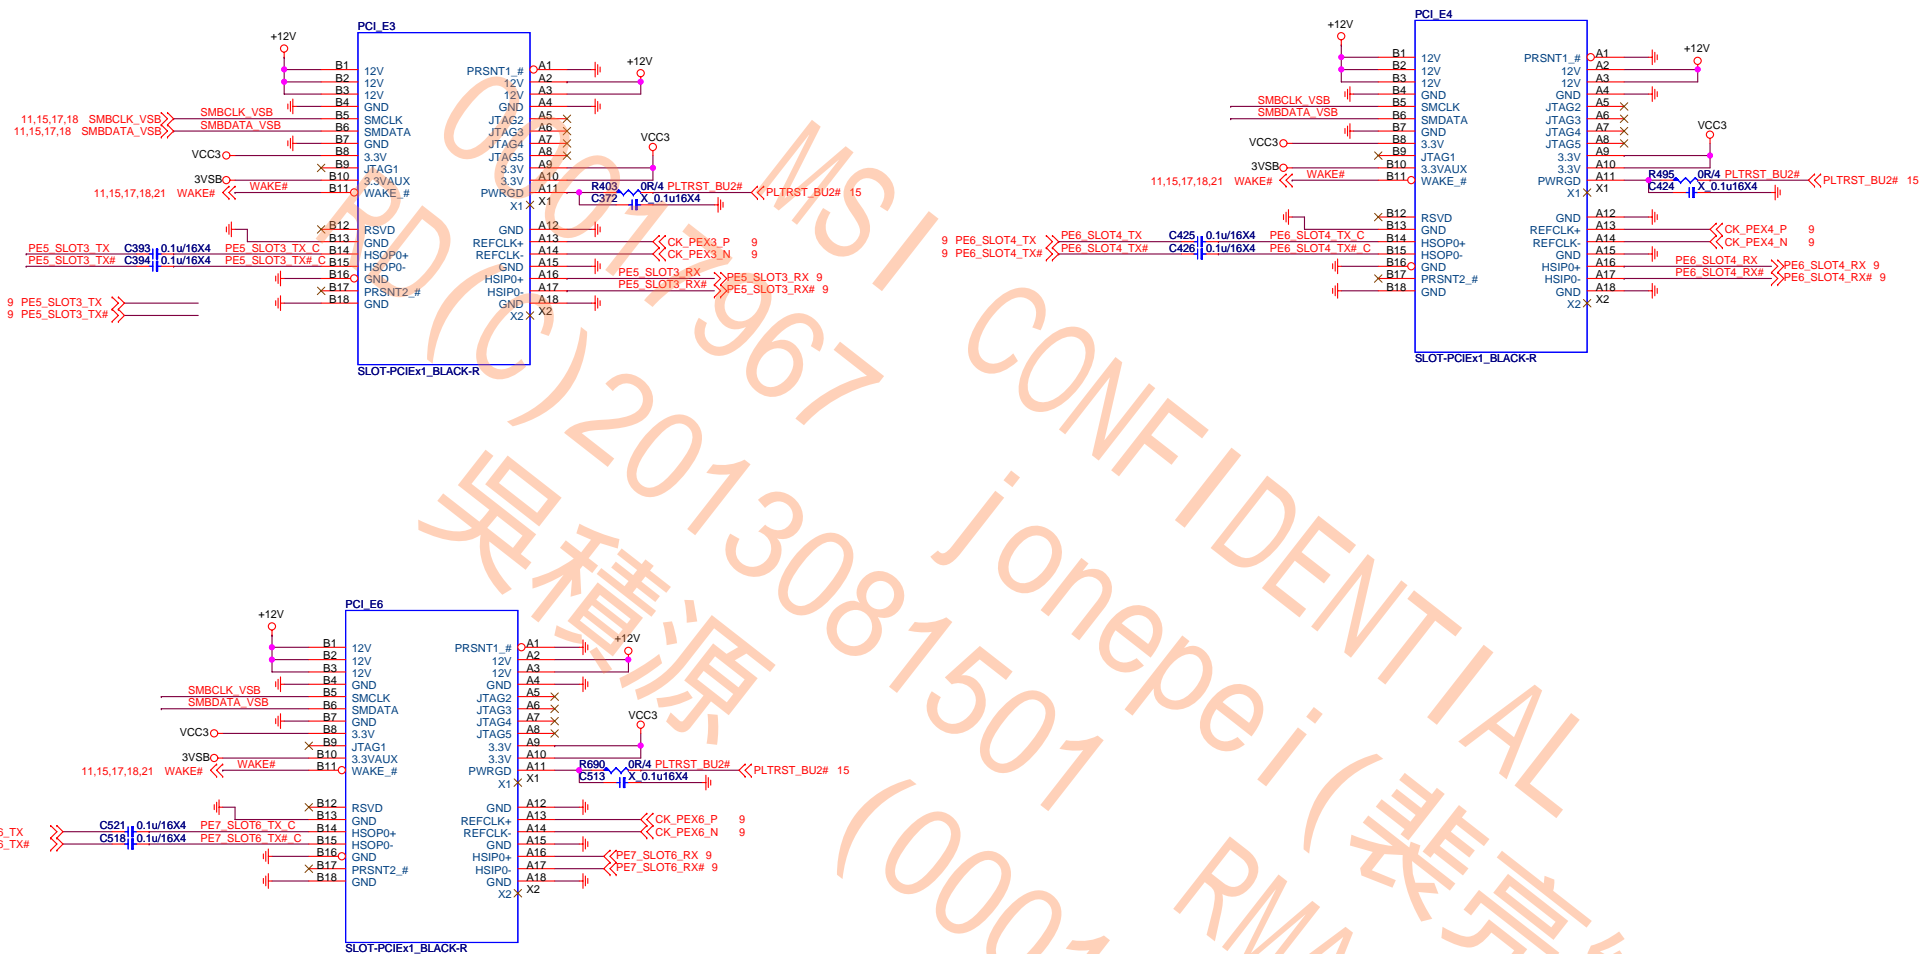 PCI_E3
+12V
+12V
B1 12V PRSNT1_# A1
B2 12V 12V A2
B3 12V 12V A3
B4 GND GND A4
11,15,17,18 SMBCLK_VSB SMBCLK_VSB B5 SMCLK JTAG2 A5
11,15,17,18 SMBDATA_VSB SMBDATA_VSB B6 SMDATA JTAG3 A6
B7 GND JTAG4 A7
VCC3 B8 3.3V JTAG5 A8
VCC3
B9 JTAG1 3.3V A9
3VSB B10 3.3VAUX 3.3V A10
11,15,17,18,21 WAKE# WAKE# B11 WAKE_# PWRGD A11 R403 0R/4 PLTRST_BU2# PLTRST_BU2# 15
X1 X1 C372 X_0.1u16X4
B12 RSVD GND A12
B13 GND REFCLK+ A13 CK_PEX3_P 9
PE5_SLOT3_TX C393 0.1u/16X4 PE5_SLOT3_TX_C B14 HSOP0+ REFCLK- A14 CK_PEX3_N 9
PE5_SLOT3_TX# C394 0.1u/16X4 PE5_SLOT3_TX#_C B15 HSOP0- GND A15
B16 GND HSIP0+ A16 PE5_SLOT3_RX PE5_SLOT3_RX 9
B17 PRSNT2_# HSIP0- A17 PE5_SLOT3_RX# PE5_SLOT3_RX# 9
B18 GND GND A18
9 PE5_SLOT3_TX
9 PE5_SLOT3_TX#
X2 X2
SLOT-PCIEx1_BLACK-R
PCI_E4
+12V
+12V
B1 12V PRSNT1_# A1
B2 12V 12V A2
B3 12V 12V A3
B4 GND GND A4
SMBCLK_VSB B5 SMCLK JTAG2 A5
SMBDATA_VSB B6 SMDATA JTAG3 A6
B7 GND JTAG4 A7
VCC3 B8 3.3V JTAG5 A8
VCC3
B9 JTAG1 3.3V A9
3VSB B10 3.3VAUX 3.3V A10
11,15,17,18,21 WAKE# WAKE# B11 WAKE_# PWRGD A11 R495 0R/4 PLTRST_BU2# PLTRST_BU2# 15
X1 X1 C424 X_0.1u16X4
B12 RSVD GND A12
B13 GND REFCLK+ A13 CK_PEX4_P 9
9 PE6_SLOT4_TX PE6_SLOT4_TX C425 0.1u/16X4 PE6_SLOT4_TX_C B14 HSOP0+ REFCLK- A14 CK_PEX4_N 9
9 PE6_SLOT4_TX# PE6_SLOT4_TX# C426 0.1u/16X4 PE6_SLOT4_TX#_C B15 HSOP0- GND A15
B16 GND HSIP0+ A16 PE6_SLOT4_RX PE6_SLOT4_RX 9
B17 PRSNT2_# HSIP0- A17 PE6_SLOT4_RX# PE6_SLOT4_RX# 9
B18 GND GND A18
X2 X2
SLOT-PCIEx1_BLACK-R
PCI_E6
+12V
+12V
B1 12V PRSNT1_# A1
B2 12V 12V A2
B3 12V 12V A3
B4 GND GND A4
SMBCLK_VSB B5 SMCLK JTAG2 A5
SMBDATA_VSB B6 SMDATA JTAG3 A6
B7 GND JTAG4 A7
VCC3 B8 3.3V JTAG5 A8
VCC3
B9 JTAG1 3.3V A9
3VSB B10 3.3VAUX 3.3V A10
11,15,17,18,21 WAKE# WAKE# B11 WAKE_# PWRGD A11 R690 0R/4 PLTRST_BU2# PLTRST_BU2# 15
X1 X1 C513 X_0.1u16X4
B12 RSVD GND A12
B13 GND REFCLK+ A13 CK_PEX6_P 9
6_TX C521 0.1u/16X4 PE7_SLOT6_TX_C B14 HSOP0+ REFCLK- A14 CK_PEX6_N 9
6_TX# C518 0.1u/16X4 PE7_SLOT6_TX#_C B15 HSOP0- GND A15
B16 GND HSIP0+ A16 PE7_SLOT6_RX 9
B17 PRSNT2_# HSIP0- A17 PE7_SLOT6_RX# 9
B18 GND GND A18
X2 X2
SLOT-PCIEx1_BLACK-R
MSI CONFIDENTIAL
jonepei(裴亮
RMA
RD(C)2013081501
(0001
吳積源